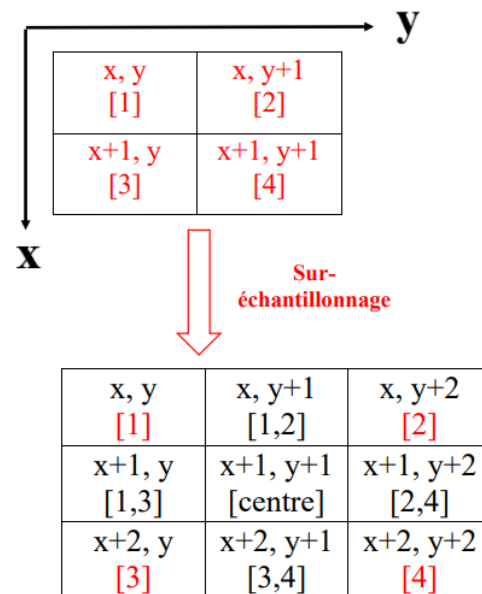 y
x, y x, y+1
[1] [2]
x+1, y x+1, y+1
[3] [4]
x
Sur-
échantillonnage
x, y x, y+1 x, y+2
[1] [1,2] [2]
x+1, y x+1, y+1 x+1, y+2
[1,3] [centre] [2,4]
x+2, y x+2, y+1 x+2, y+2
[3] [3,4] [4]